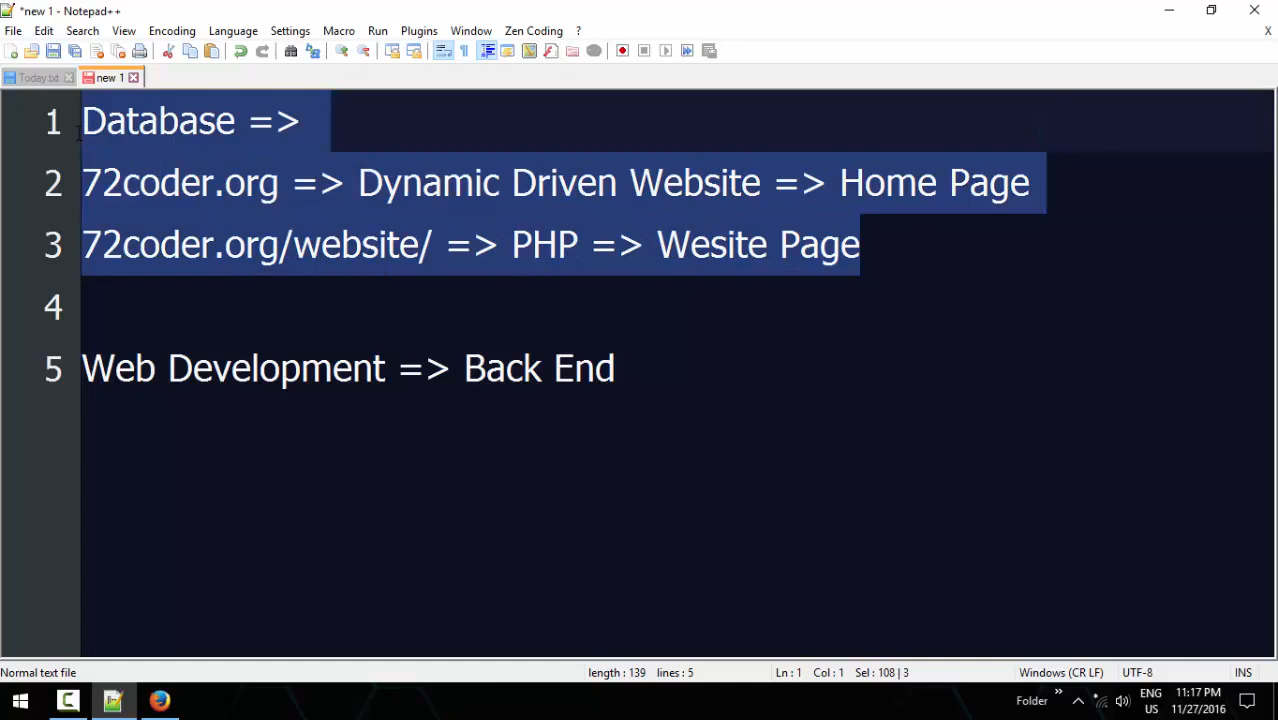 *new 1 - Notepad++
File Edit Search View Encoding Language Settings Macro Run Plugins Window Zen Coding ? X
Today.txt new 1
1 Database =>
2 72coder.org => Dynamic Driven Website => Home Page
3 72coder.org/website/ => PHP => Wesite Page
4
5 Web Development => Back End
Normal text file length : 139 lines : 5 Ln : 1 Col : 1 Sel : 108 | 3 Windows (CR LF) UTF-8 INS
Folder » ENG 11:17 PM
US 11/27/2016